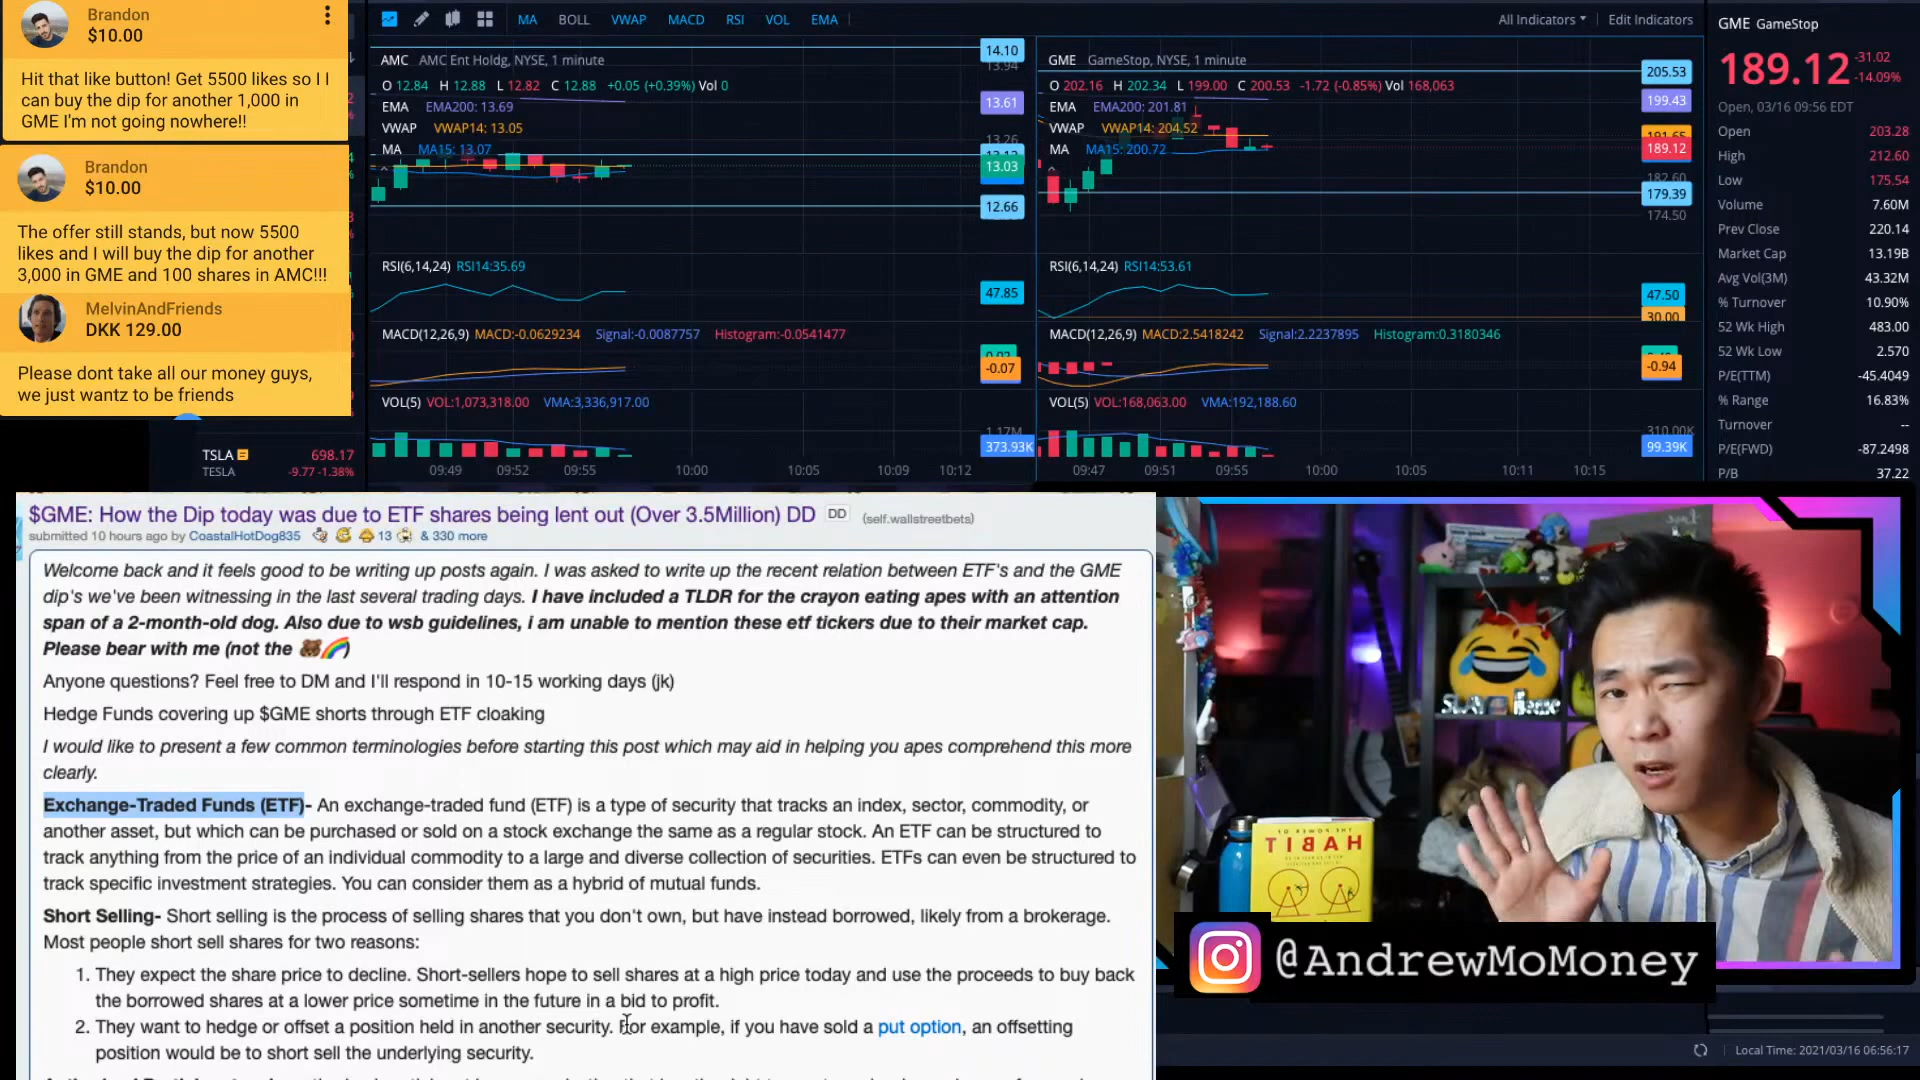 Brandon
$10.00
Hit that like button! Get 5500 likes so I I
can buy the dip for another 1,000 in
GME I'm not going nowhere!!
Brandon
$10.00
The offer still stands, but now 5500
likes and I will buy the dip for another
3,000 in GME and 100 shares in AMC!!!
MelvinAndFriends
DKK 129.00
Please dont take all our money guys,
we just wantz to be friends
TSLA 698.17
TESLA -9.77 -1.38%
MA BOLL VWAP MACD RSI VOL EMA All Indicators Edit Indicators
AMC AMC Ent Holdg, NYSE, 1 minute
O 12.84 H 12.88 L 12.82 C 12.88 +0.05 (+0.39%) Vol 0
EMA EMA200: 13.69
VWAP VWAP14: 13.05
MA MA15: 13.07
14.10
13.94
13.61
13.26
13.03
12.66
RSI(6,14,24) RSI14:35.69
47.85
MACD(12,26,9) MACD:-0.0629234 Signal:-0.0087757 Histogram:-0.0541477
-0.07
VOL(5) VOL:1,073,318.00 VMA:3,336,917.00
1.17M
373.93K
09:49 09:52 09:55 10:00 10:05 10:09 10:12
GME GameStop, NYSE, 1 minute
O 202.16 H 202.34 L 199.00 C 200.53 -1.72 (-0.85%) Vol 168,063
EMA EMA200: 201.81
VWAP VWAP14: 204.52
MA MA15: 200.72
205.53
199.43
191.65
189.12
182.60
179.39
174.50
RSI(6,14,24) RSI14:53.61
47.50
30.00
MACD(12,26,9) MACD:2.5418242 Signal:2.2237895 Histogram:0.3180346
-0.94
VOL(5) VOL:168,063.00 VMA:192,188.60
310.00K
99.39K
09:47 09:51 09:55 10:00 10:05 10:11 10:15
GME GameStop
189.12 -31.02
-14.09%
Open, 03/16 09:56 EDT
Open 203.28
High 212.60
Low 175.54
Volume 7.60M
Prev Close 220.14
Market Cap 13.19B
Avg Vol(3M) 43.32M
% Turnover 10.90%
52 Wk High 483.00
52 Wk Low 2.570
P/E(TTM) -45.4049
% Range 16.83%
Turnover --
P/E(FWD) -87.2498
P/B 37.22
$GME: How the Dip today was due to ETF shares being lent out (Over 3.5Million) DD DD (self.wallstreetbets)
submitted 10 hours ago by CoastalHotDog835 13 & 330 more
Welcome back and it feels good to be writing up posts again. I was asked to write up the recent relation between ETF's and the GME
dip's we've been witnessing in the last several trading days. I have included a TLDR for the crayon eating apes with an attention
span of a 2-month-old dog. Also due to wsb guidelines, i am unable to mention these etf tickers due to their market cap.
Please bear with me (not the 🐻🌈)
Anyone questions? Feel free to DM and I'll respond in 10-15 working days (jk)
Hedge Funds covering up $GME shorts through ETF cloaking
I would like to present a few common terminologies before starting this post which may aid in helping you apes comprehend this more
clearly.
Exchange-Traded Funds (ETF)- An exchange-traded fund (ETF) is a type of security that tracks an index, sector, commodity, or
another asset, but which can be purchased or sold on a stock exchange the same as a regular stock. An ETF can be structured to
track anything from the price of an individual commodity to a large and diverse collection of securities. ETFs can even be structured to
track specific investment strategies. You can consider them as a hybrid of mutual funds.
Short Selling- Short selling is the process of selling shares that you don't own, but have instead borrowed, likely from a brokerage.
Most people short sell shares for two reasons:
1. They expect the share price to decline. Short-sellers hope to sell shares at a high price today and use the proceeds to buy back
the borrowed shares at a lower price sometime in the future in a bid to profit.
2. They want to hedge or offset a position held in another security. For example, if you have sold a put option, an offsetting
position would be to short sell the underlying security.
THE POWER OF
HABIT
@AndrewMoMoney
Local Time: 2021/03/16 06:56:17